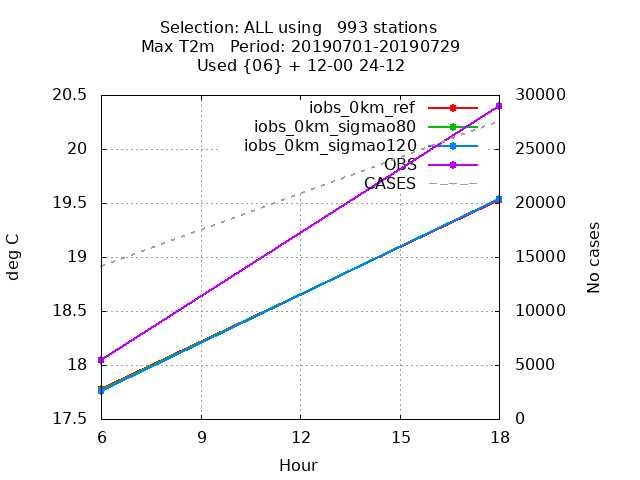 Selection: ALL using   993 stations
Max T2m   Period: 20190701-20190729
Used {06} + 12-00 24-12
20.5
20
19.5
19
18.5
18
17.5
deg C
iobs_0km_ref
iobs_0km_sigmao80
iobs_0km_sigmao120
OBS
CASES
30000
25000
20000
15000
10000
5000
0
No cases
6 9 12 15 18
Hour